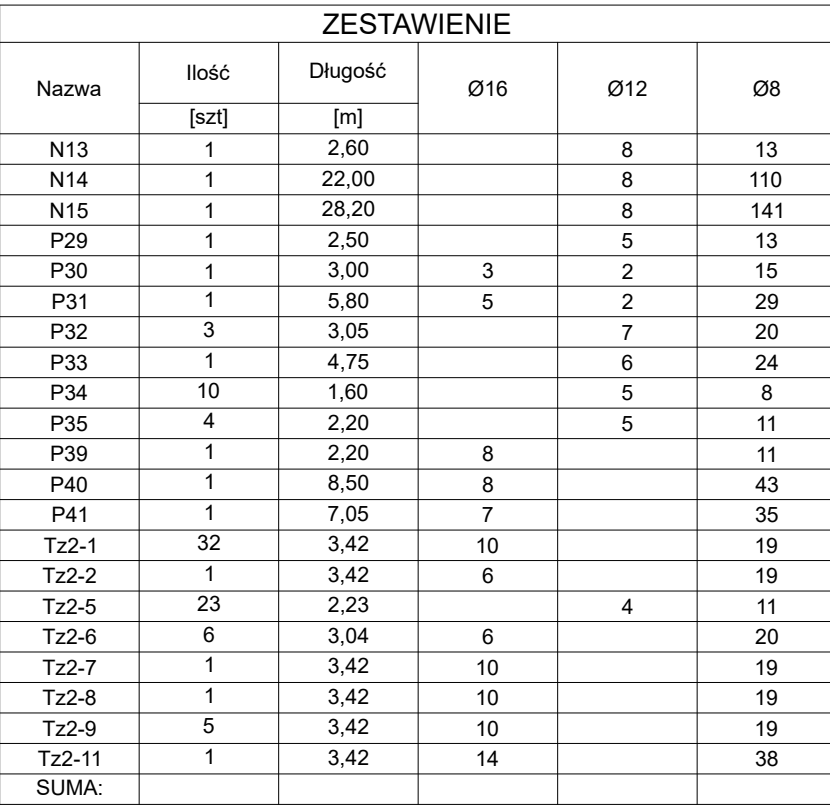 ZESTAWIENIE
Nazwa Ilość Długość Ø16 Ø12 Ø8
[szt] [m]
N13 1 2,60 8 13
N14 1 22,00 8 110
N15 1 28,20 8 141
P29 1 2,50 5 13
P30 1 3,00 3 2 15
P31 1 5,80 5 2 29
P32 3 3,05 7 20
P33 1 4,75 6 24
P34 10 1,60 5 8
P35 4 2,20 5 11
P39 1 2,20 8 11
P40 1 8,50 8 43
P41 1 7,05 7 35
Tz2-1 32 3,42 10 19
Tz2-2 1 3,42 6 19
Tz2-5 23 2,23 4 11
Tz2-6 6 3,04 6 20
Tz2-7 1 3,42 10 19
Tz2-8 1 3,42 10 19
Tz2-9 5 3,42 10 19
Tz2-11 1 3,42 14 38
SUMA: